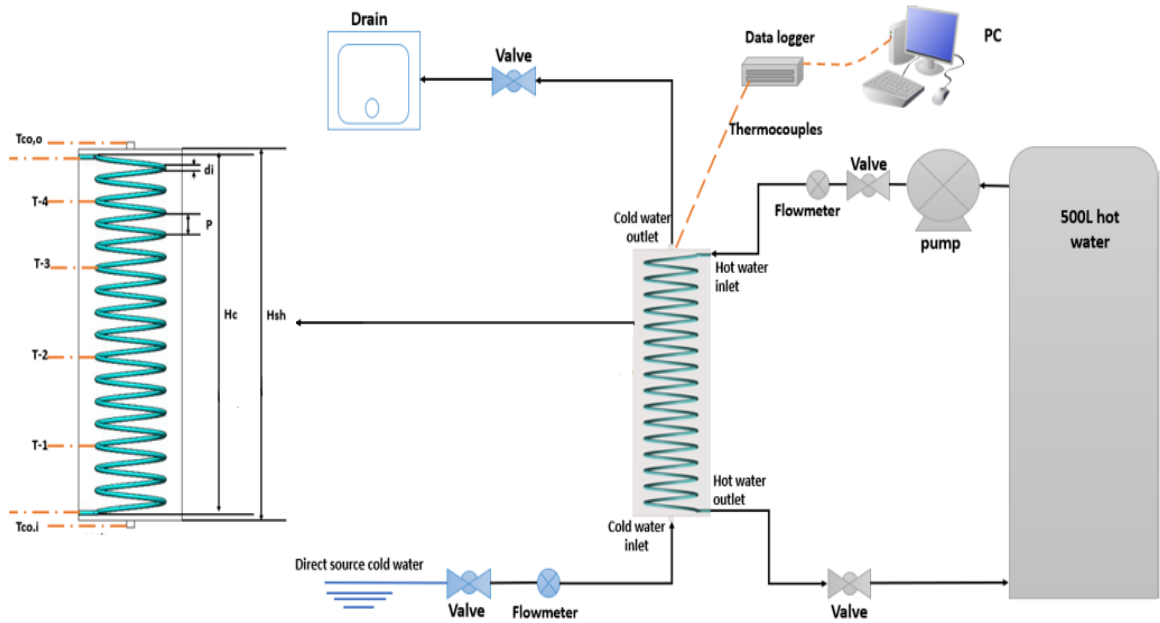 Drain
Valve
Data logger
PC
Thermocouples
Tco,o
di
T-4
P
T-3
Hc
Hsh
T-2
T-1
Tco.i
Cold water
outlet
Hot water
inlet
Flowmeter
Valve
pump
500L hot
water
Hot water
outlet
Cold water
inlet
Direct source cold water
Valve
Flowmeter
Valve